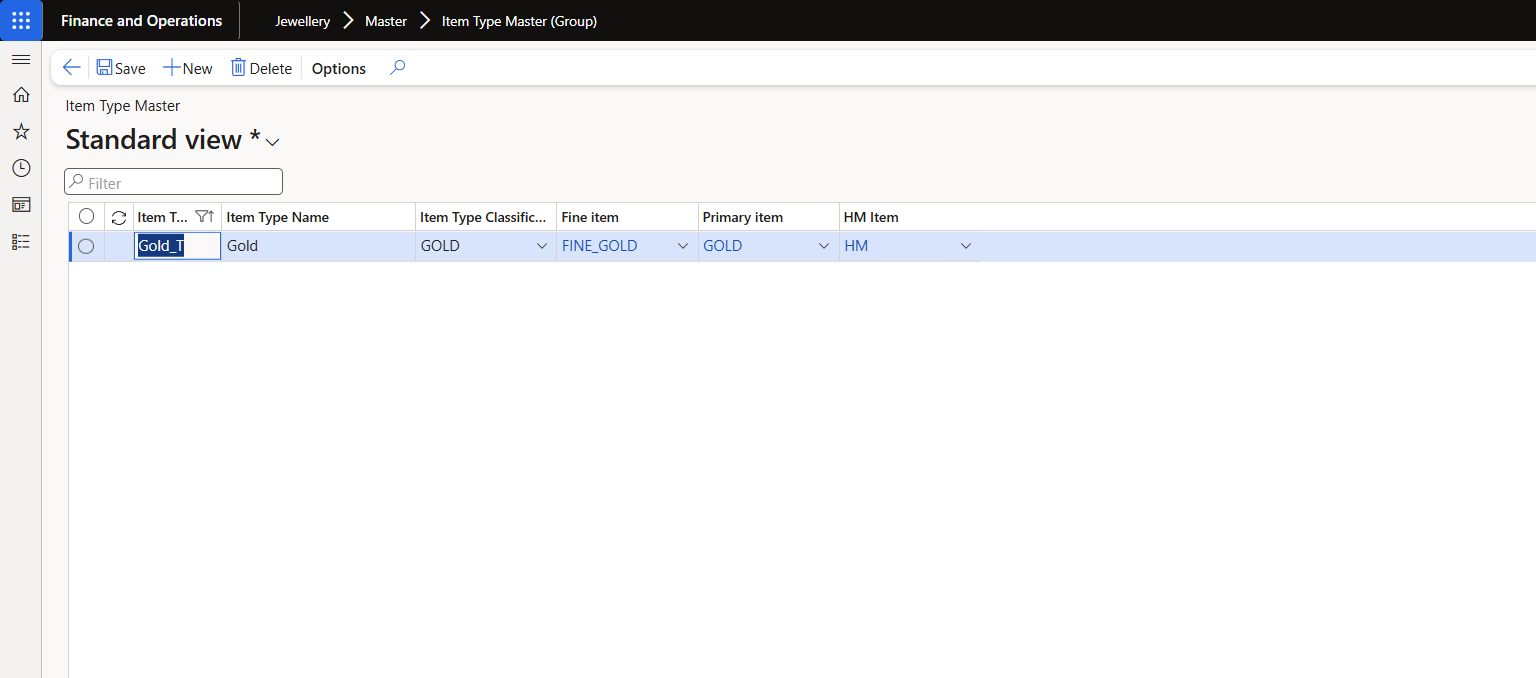 Finance and Operations Jewellery Master Item Type Master (Group)
Save New Delete Options
Item Type Master
Standard view *
Filter
Item T... Item Type Name Item Type Classific... Fine item Primary item HM Item
Gold_T Gold GOLD FINE_GOLD GOLD HM